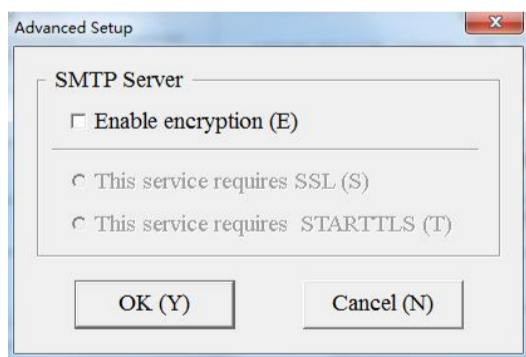 Advanced Setup
SMTP Server
Enable encryption (E)
This service requires SSL (S)
This service requires STARTTLS (T)
OK (Y)
Cancel (N)